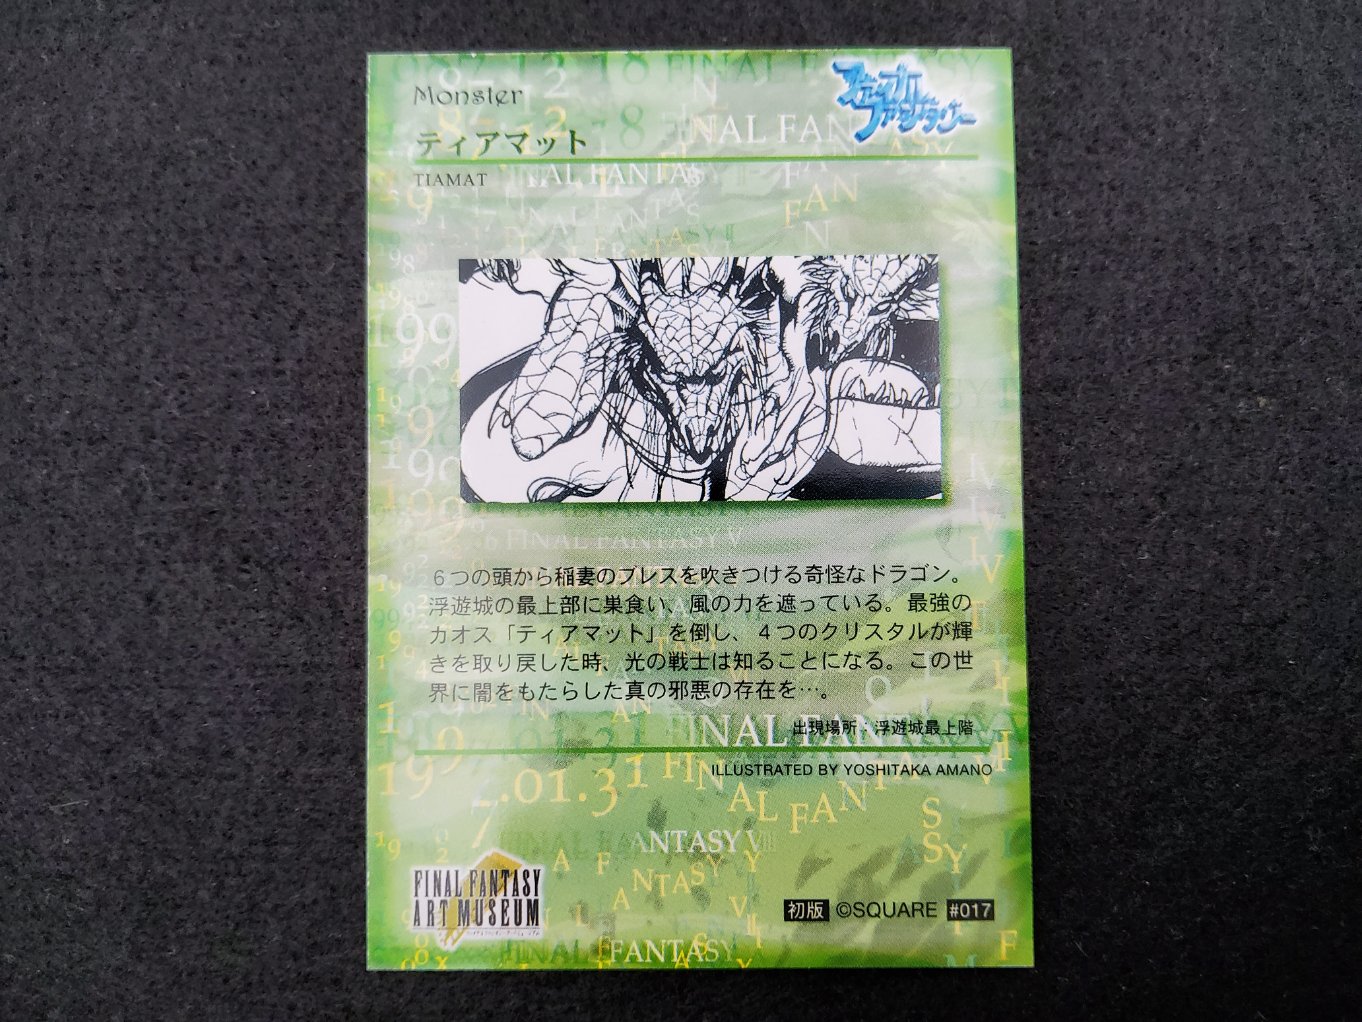 Monster
ファイナルファンタジー
ティアマット
TIAMAT
6つの頭から稲妻のブレスを吹きつける奇怪なドラゴン。
浮遊城の最上部に巣食い、風の力を遮っている。最強の
カオス「ティアマット」を倒し、4つのクリスタルが輝
きを取り戻した時、光の戦士は知ることになる。この世
界に闇をもたらした真の邪悪の存在を…。
出現場所：浮遊城最上階
ILLUSTRATED BY YOSHITAKA AMANO
FINAL FANTASY
ART MUSEUM
初版 ©SQUARE #017